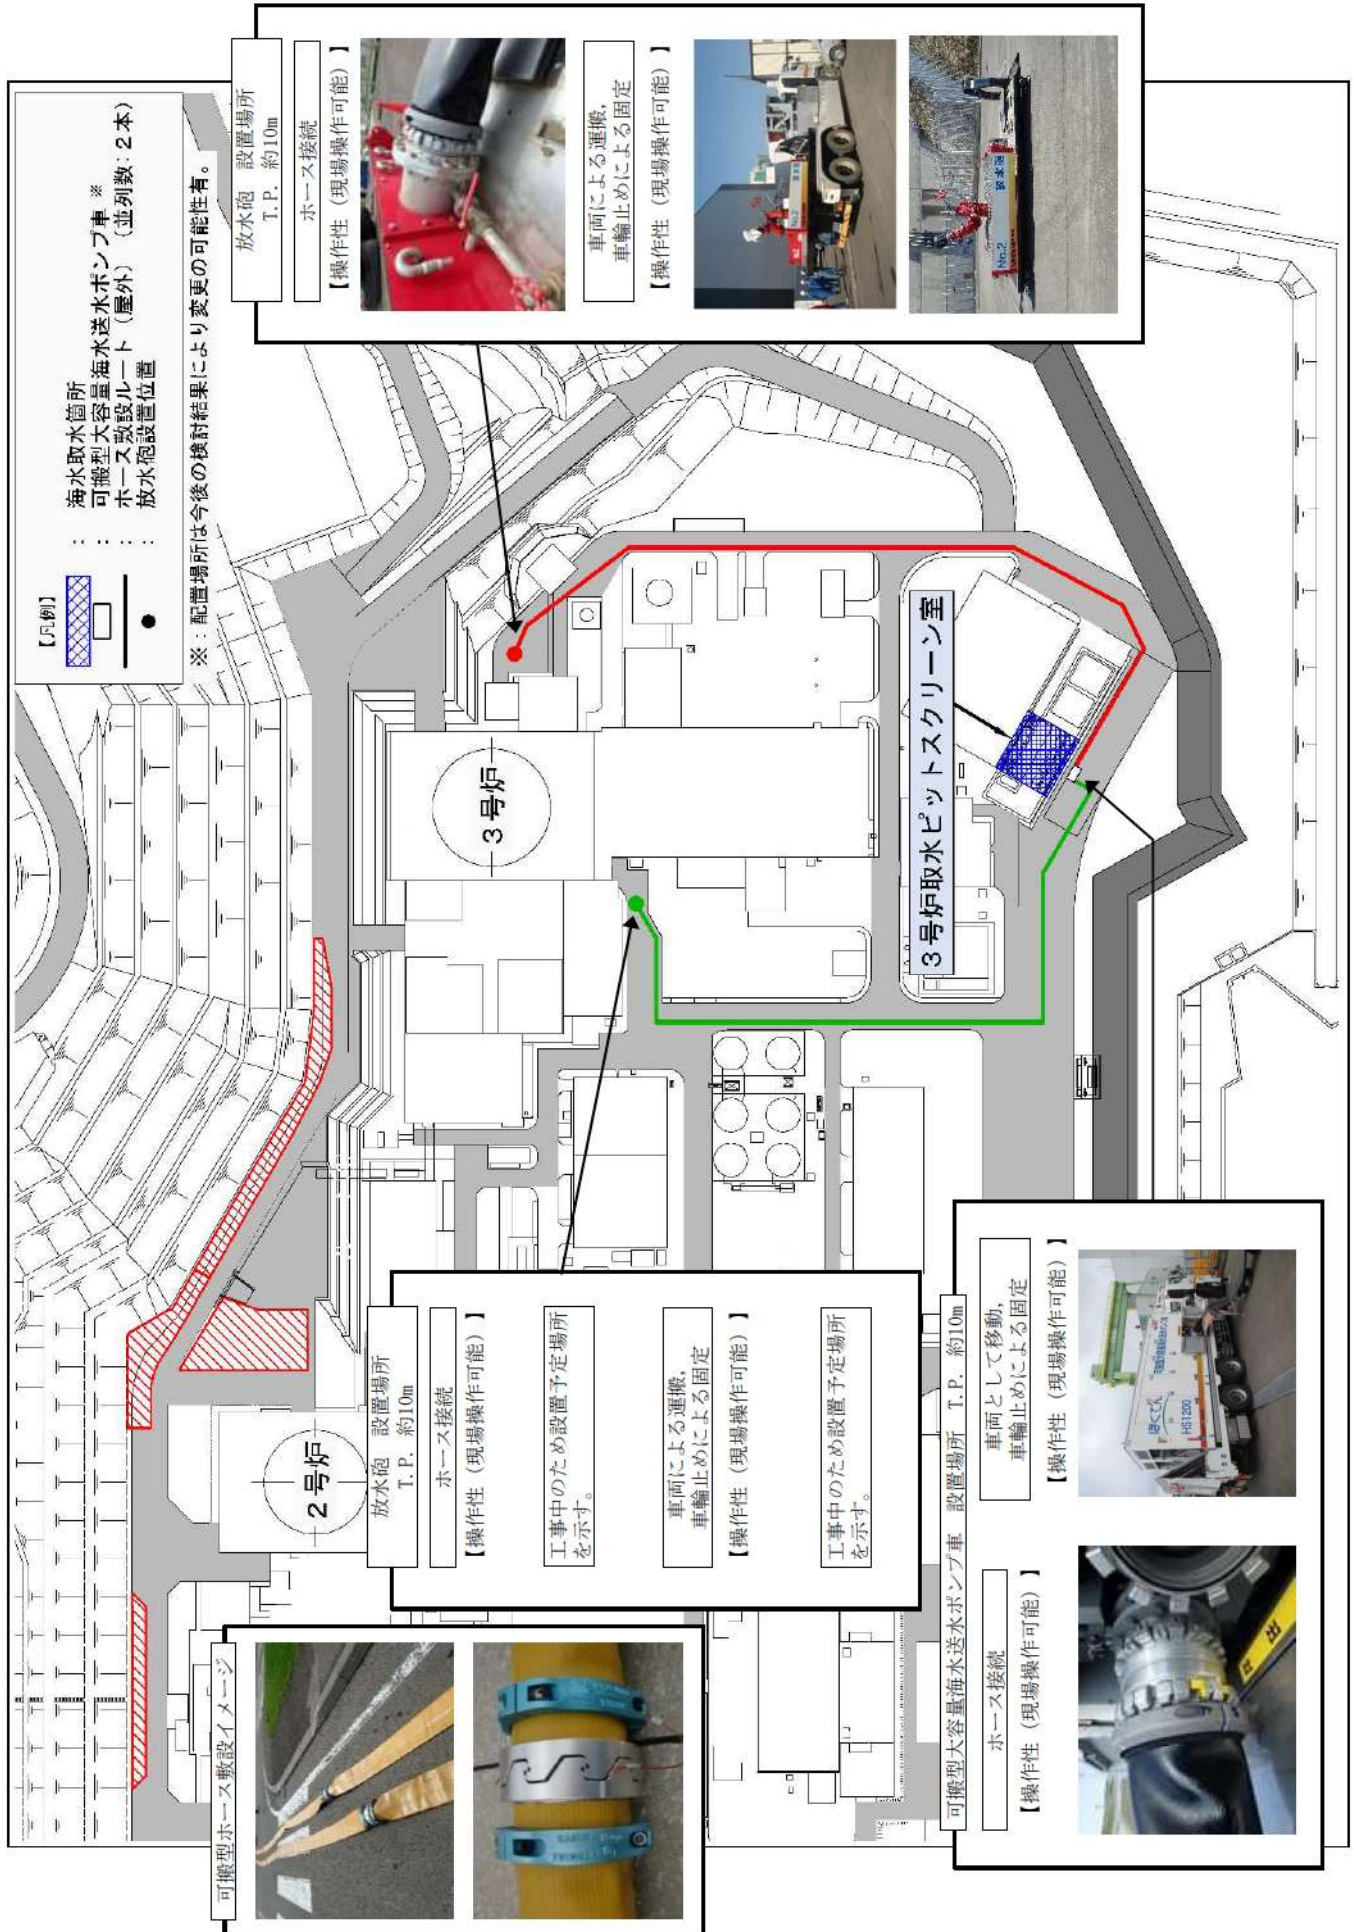 【凡例】
： 海水取水箇所
： 可搬型大容量海水送水ポンプ車 ※
： ホース敷設ルート（屋外）（並列数：２本）
： 放水砲設置位置
※：配置場所は今後の検討結果により変更の可能性有。
放水砲　設置場所
T.P. 約10m
ホース接続
【操作性（現場操作可能）】
車両による運搬，
車輪止めによる固定
【操作性（現場操作可能）】
No.2
放水砲
３号炉
３号炉取水ピットスクリーン室
２号炉
放水砲　設置場所
T.P. 約10m
ホース接続
【操作性（現場操作可能）】
工事中のため設置予定場所
を示す。
車両による運搬，
車輪止めによる固定
【操作性（現場操作可能）】
工事中のため設置予定場所
を示す。
可搬型ホース敷設イメージ
可搬型大容量海水送水ポンプ車　設置場所　T.P. 約10m
ホース接続
【操作性（現場操作可能）】
車両として移動，
車輪止めによる固定
【操作性（現場操作可能）】
ほくでん
HS1200